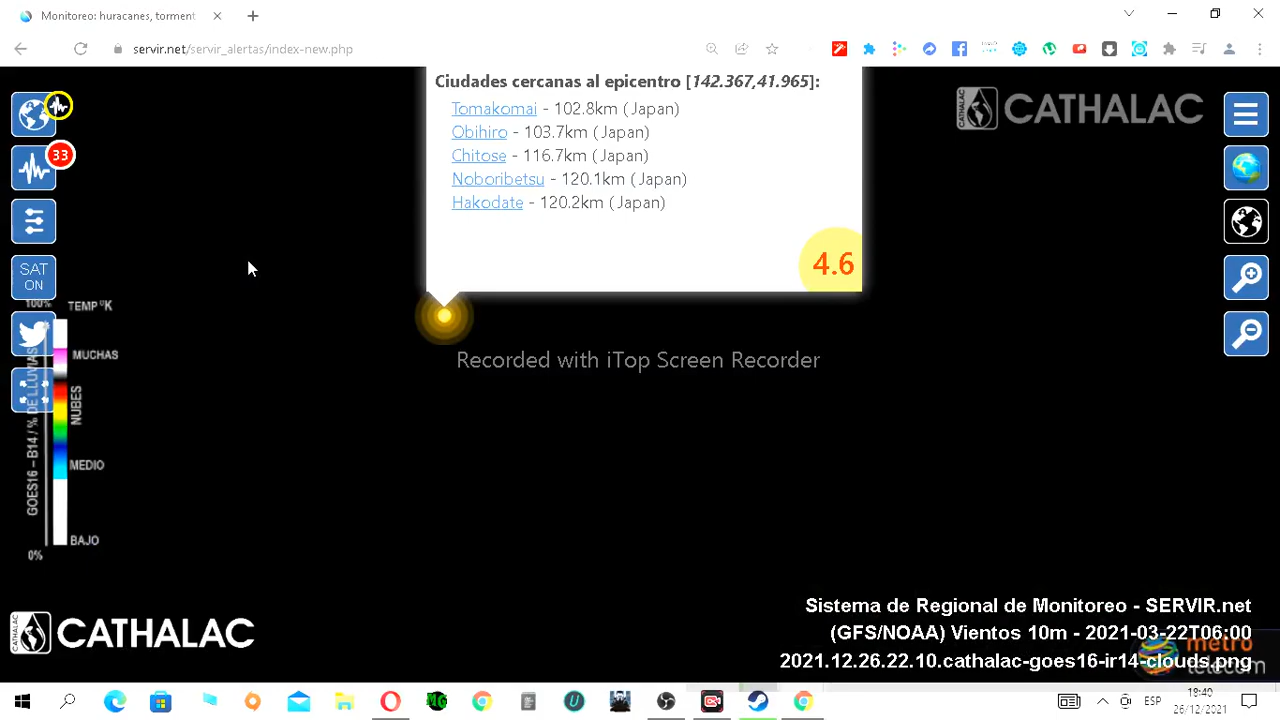 Monitoreo: huracanes, torment
servir.net/servir_alertas/index-new.php
Ciudades cercanas al epicentro [142.367,41.965]:
Tomakomai - 102.8km (Japan)
Obihiro - 103.7km (Japan)
Chitose - 116.7km (Japan)
Noboribetsu - 120.1km (Japan)
Hakodate - 120.2km (Japan)
4.6
CATHALAC
33
SAT
ON
100%
TEMP °K
MUCHAS
NUBES
MEDIO
BAJO
0%
GOES16 - B14 / % DE LLUVIAS
Recorded with iTop Screen Recorder
CATHALAC
Sistema de Regional de Monitoreo - SERVIR.net
(GFS/NOAA) Vientos 10m - 2021-03-22T06:00
2021.12.26.22.10.cathalac-goes16-ir14-clouds.png
metro
telecom
MG
U
ESP
18:40
26/12/2021